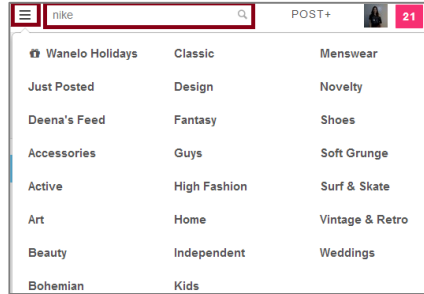 nike
POST+
21
Wanelo Holidays
Classic
Menswear
Just Posted
Design
Novelty
Deena's Feed
Fantasy
Shoes
Accessories
Guys
Soft Grunge
Active
High Fashion
Surf & Skate
Art
Home
Vintage & Retro
Beauty
Independent
Weddings
Bohemian
Kids